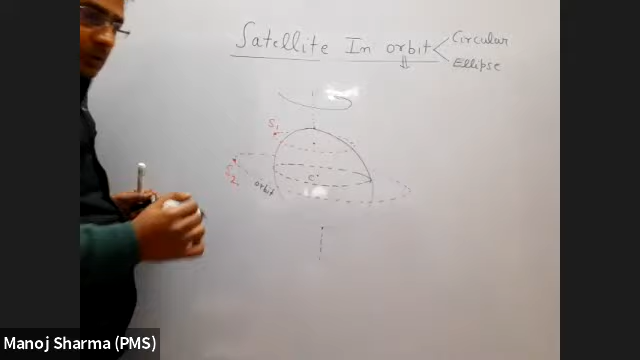 Satellite In orbit
Circular
Ellipse
S1
S2
orbit
C
Manoj Sharma (PMS)